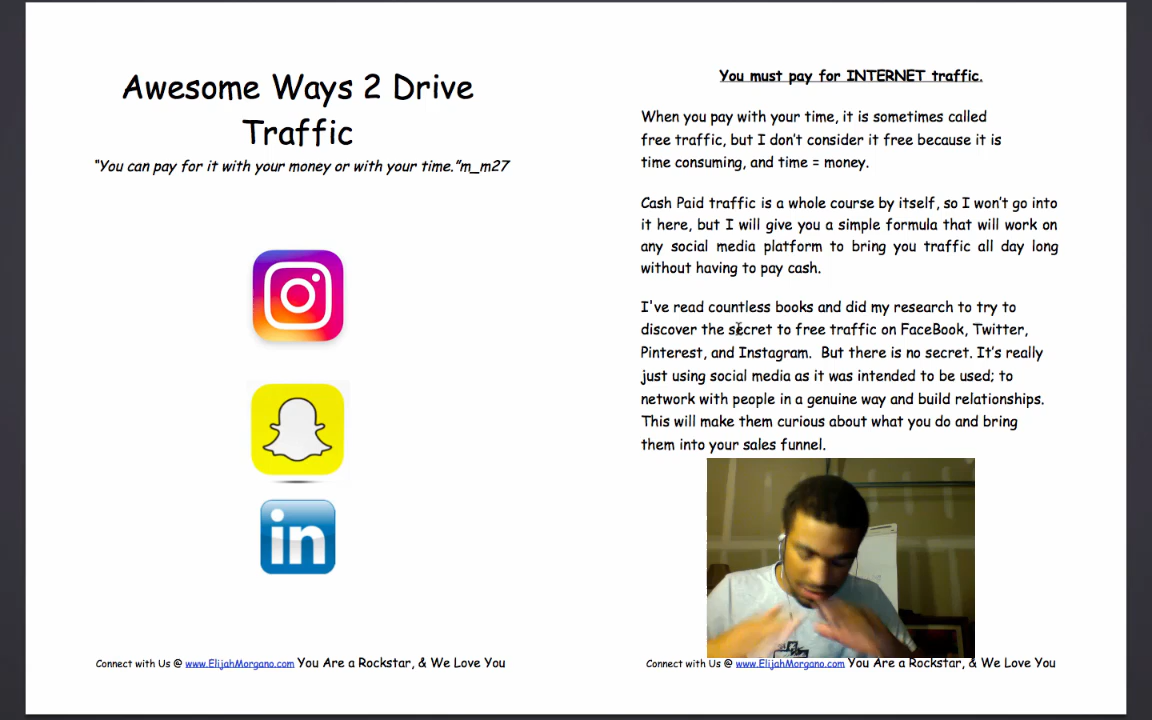 Awesome Ways 2 Drive
Traffic
"You can pay for it with your money or with your time."m_m27
in
Connect with Us @ www.ElijahMorgano.com You Are a Rockstar, & We Love You
You must pay for INTERNET traffic.
When you pay with your time, it is sometimes called
free traffic, but I don't consider it free because it is
time consuming, and time = money.
Cash Paid traffic is a whole course by itself, so I won't go into
it here, but I will give you a simple formula that will work on
any social media platform to bring you traffic all day long
without having to pay cash.
I've read countless books and did my research to try to
discover the secret to free traffic on FaceBook, Twitter,
Pinterest, and Instagram. But there is no secret. It's really
just using social media as it was intended to be used; to
network with people in a genuine way and build relationships.
This will make them curious about what you do and bring
them into your sales funnel.
Connect with Us @ www.ElijahMorgano.com You Are a Rockstar, & We Love You